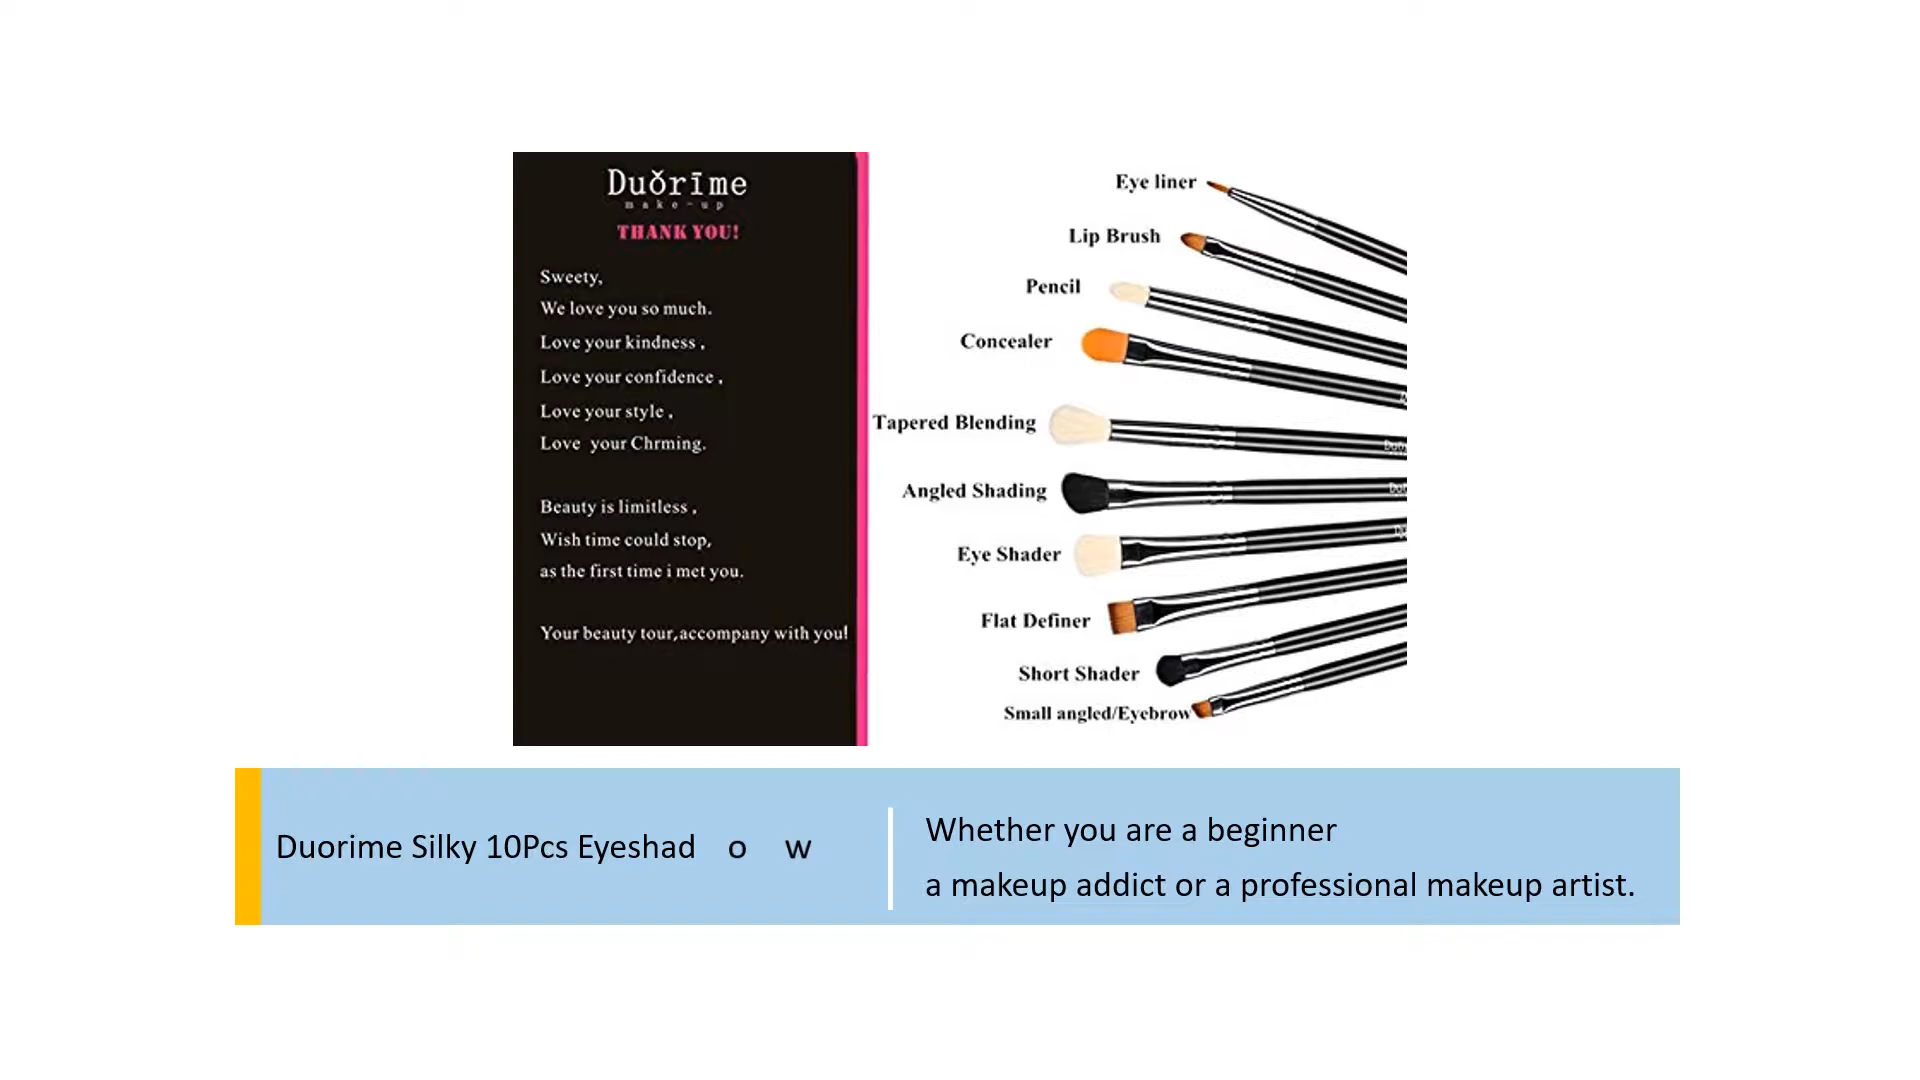 Duŏrīme
make-up
THANK YOU!
Sweety,
We love you so much.
Love your kindness ,
Love your confidence ,
Love your style ,
Love your Chrming.
Beauty is limitless ,
Wish time could stop,
as the first time i met you.
Your beauty tour,accompany with you!
Eye liner
Lip Brush
Pencil
Concealer
Tapered Blending
Angled Shading
Eye Shader
Flat Definer
Short Shader
Small angled/Eyebrow
Duorime Silky 10Pcs Eyeshad o w
Whether you are a beginner
a makeup addict or a professional makeup artist.